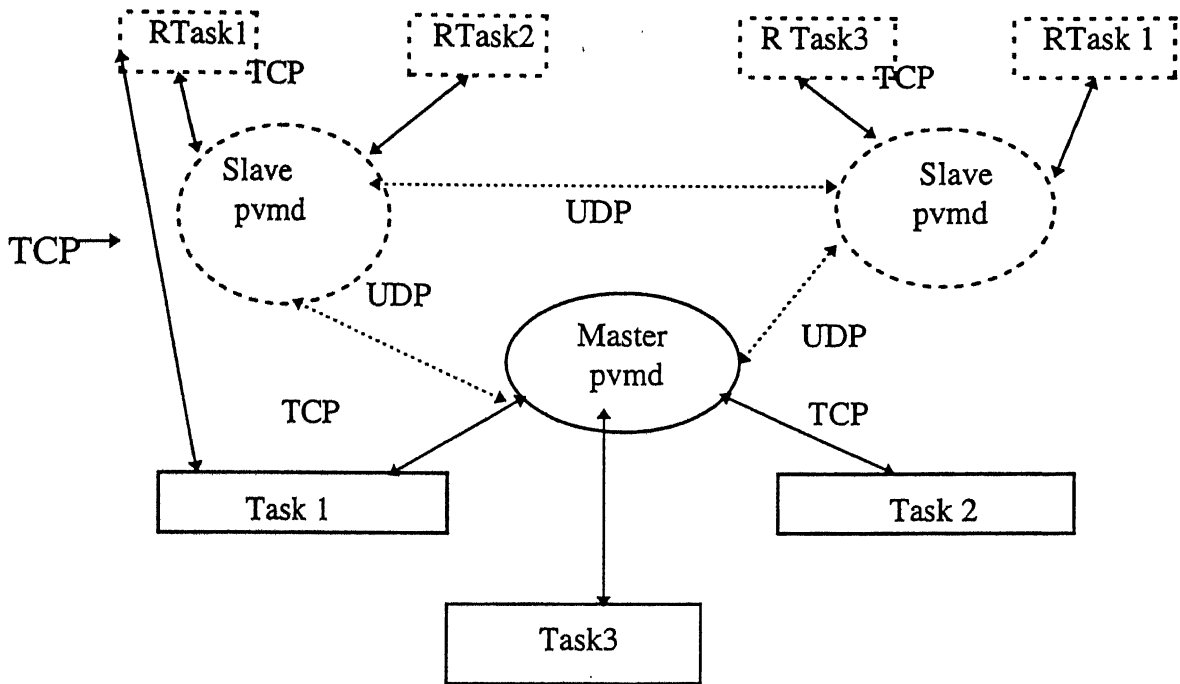 RTask1
RTask2
R Task3
RTask 1
TCP
TCP
Slave
pvmd
Slave
pvmd
UDP
TCP
UDP
Master
pvmd
UDP
TCP
TCP
Task 1
Task 2
Task3